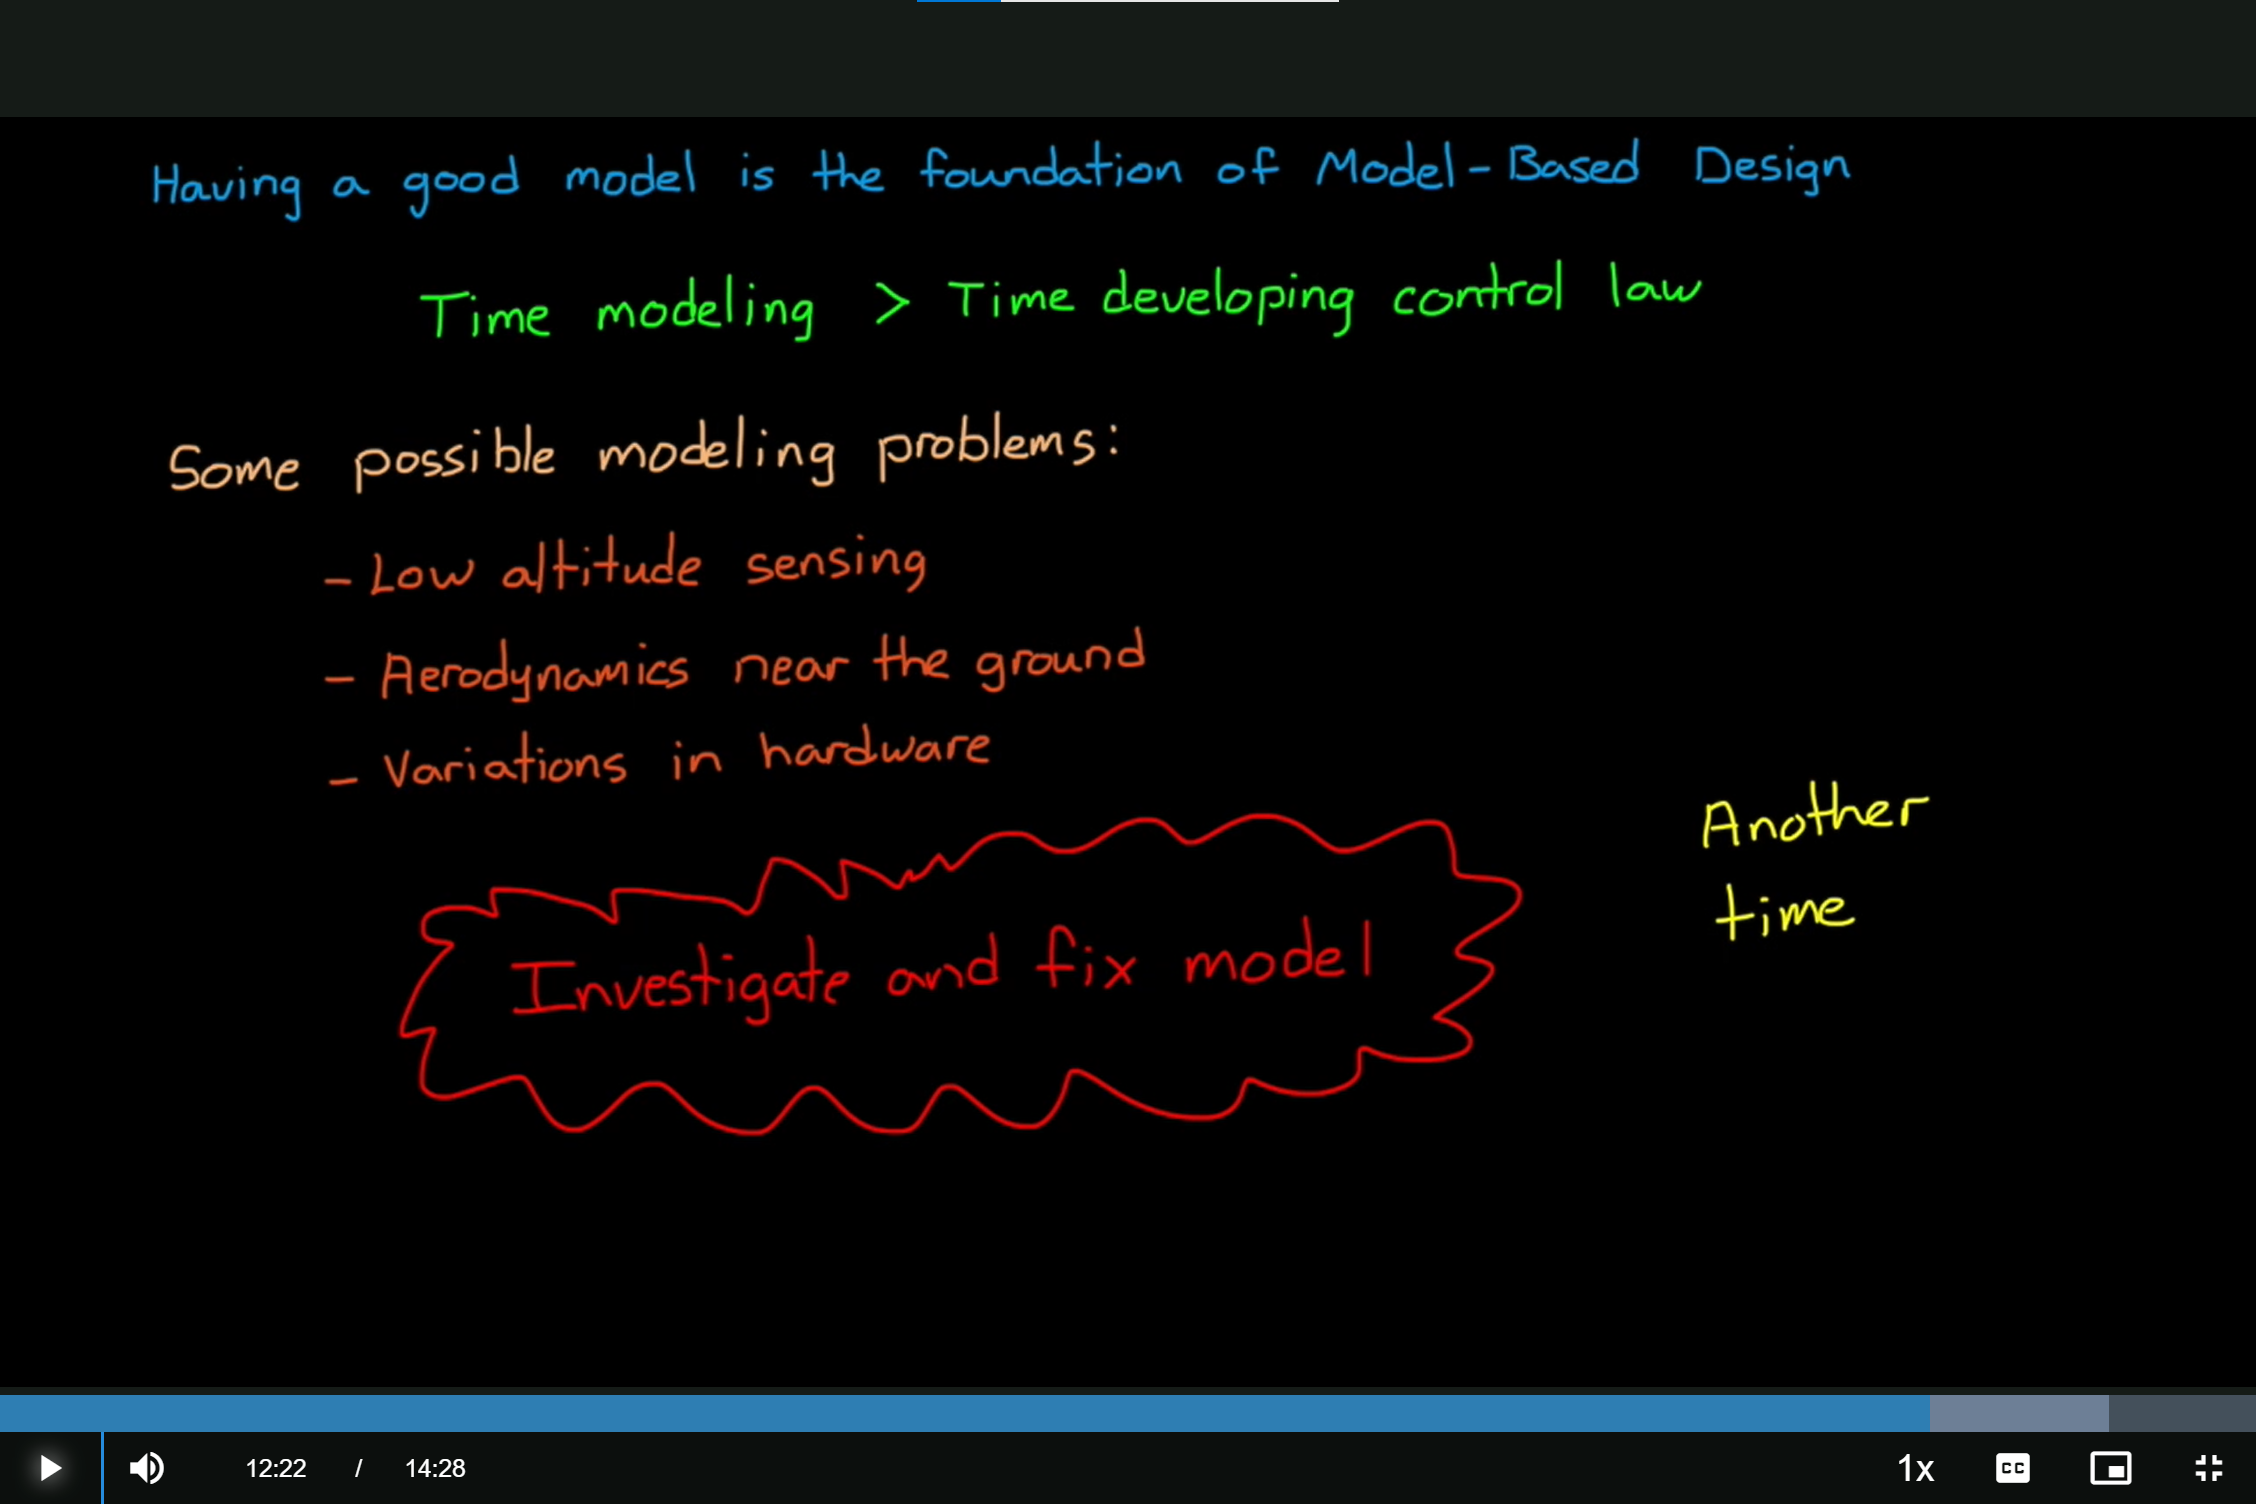 Having a good model is the foundation of Model-Based Design
Time modeling > Time developing control law
Some possible modeling problems:
- Low altitude sensing
- Aerodynamics near the ground
- Variations in hardware
Another
time
Investigate and fix model
12:22 / 14:28 1x CC